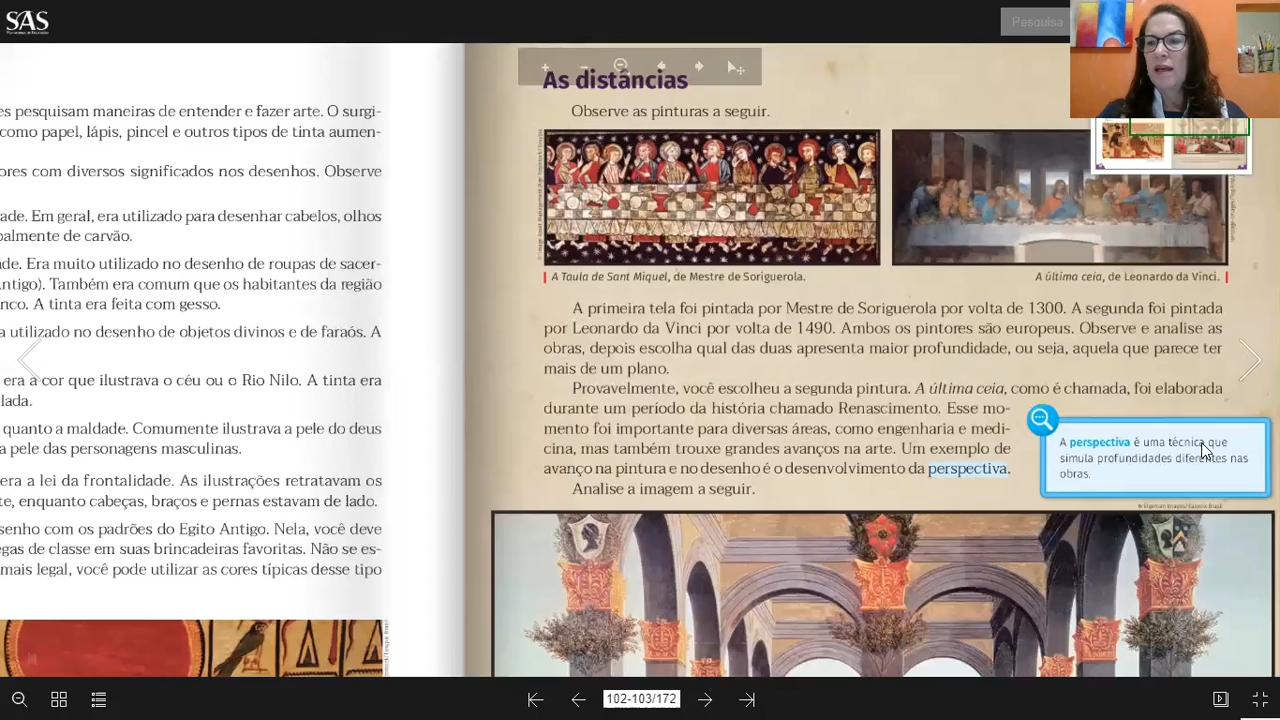 SAS
Pesquisa
es pesquisam maneiras de entender e fazer arte. O surgi-
como papel, lápis, pincel e outros tipos de tinta aumen-
ores com diversos significados nos desenhos. Observe
ade. Em geral, era utilizado para desenhar cabelos, olhos
palmente de carvão.
de. Era muito utilizado no desenho de roupas de sacer-
Antigo). Também era comum que os habitantes da região
nco. A tinta era feita com gesso.
a utilizado no desenho de objetos divinos e de faraós. A
era a cor que ilustrava o céu ou o Rio Nilo. A tinta era
lada.
quanto a maldade. Comumente ilustrava a pele do deus
a pele das personagens masculinas.
era a lei da frontalidade. As ilustrações retratavam os
te, enquanto cabeças, braços e pernas estavam de lado.
senho com os padrões do Egito Antigo. Nela, você deve
egas de classe em suas brincadeiras favoritas. Não se es-
mais legal, você pode utilizar as cores típicas desse tipo
As distâncias
Observe as pinturas a seguir.
A Taula de Sant Miquel, de Mestre de Soriguerola.
A última ceia, de Leonardo da Vinci.
A primeira tela foi pintada por Mestre de Soriguerola por volta de 1300. A segunda foi pintada
por Leonardo da Vinci por volta de 1490. Ambos os pintores são europeus. Observe e analise as
obras, depois escolha qual das duas apresenta maior profundidade, ou seja, aquela que parece ter
mais de um plano.
Provavelmente, você escolheu a segunda pintura. A última ceia, como é chamada, foi elaborada
durante um período da história chamado Renascimento. Esse mo-
mento foi importante para diversas áreas, como engenharia e medi-
cina, mas também trouxe grandes avanços na arte. Um exemplo de
avanço na pintura e no desenho é o desenvolvimento da perspectiva.
Analise a imagem a seguir.
A perspectiva é uma técnica que
simula profundidades diferentes nas
obras.
102-103/172